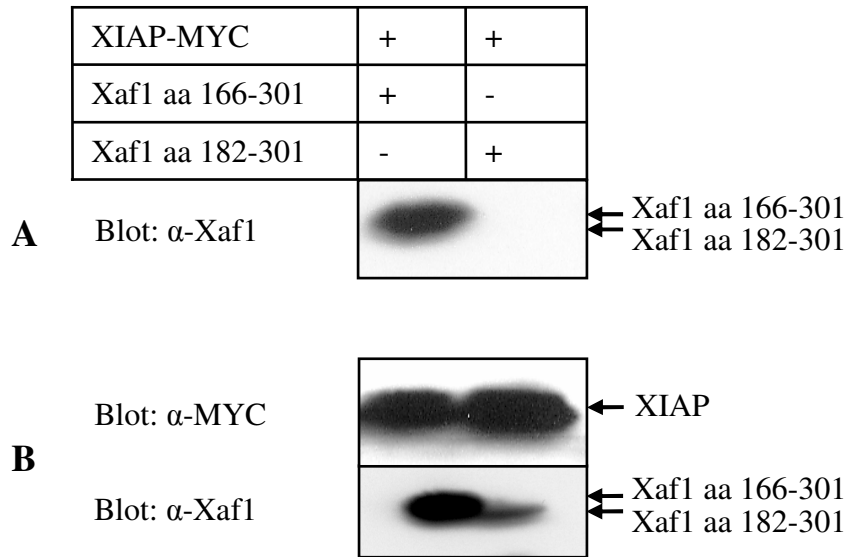 XIAP-MYC + +
Xaf1 aa 166-301 + -
Xaf1 aa 182-301 - +
A Blot: α-Xaf1 Xaf1 aa 166-301
Xaf1 aa 182-301
B
Blot: α-MYC XIAP
Blot: α-Xaf1 Xaf1 aa 166-301
Xaf1 aa 182-301